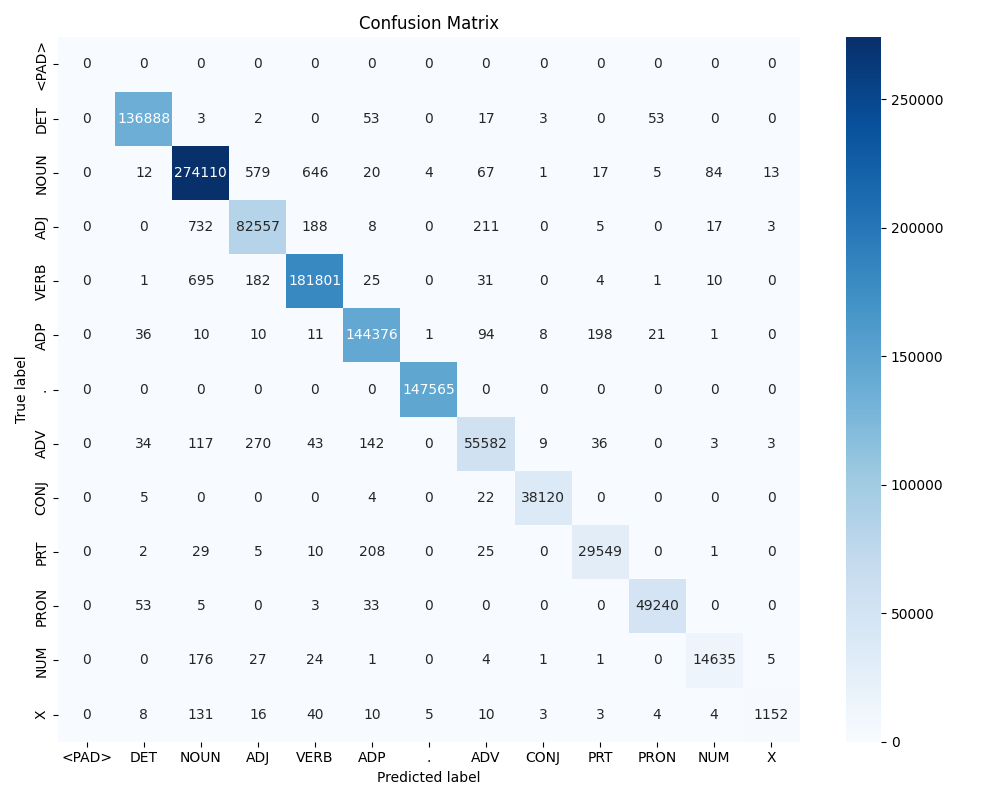 Confusion Matrix
<PAD> 0 0 0 0 0 0 0 0 0 0 0 0 0
DET 0 136888 3 2 0 53 0 17 3 0 53 0 0
NOUN 0 12 274110 579 646 20 4 67 1 17 5 84 13
ADJ 0 0 732 82557 188 8 0 211 0 5 0 17 3
VERB 0 1 695 182 181801 25 0 31 0 4 1 10 0
ADP 0 36 10 10 11 144376 1 94 8 198 21 1 0
. 0 0 0 0 0 0 147565 0 0 0 0 0 0
ADV 0 34 117 270 43 142 0 55582 9 36 0 3 3
CONJ 0 5 0 0 0 4 0 22 38120 0 0 0 0
PRT 0 2 29 5 10 208 0 25 0 29549 0 1 0
PRON 0 53 5 0 3 33 0 0 0 0 49240 0 0
NUM 0 0 176 27 24 1 0 4 1 1 0 14635 5
X 0 8 131 16 40 10 5 10 3 3 4 4 1152
<PAD> DET NOUN ADJ VERB ADP . ADV CONJ PRT PRON NUM X
Predicted label
True label
250000
200000
150000
100000
50000
0